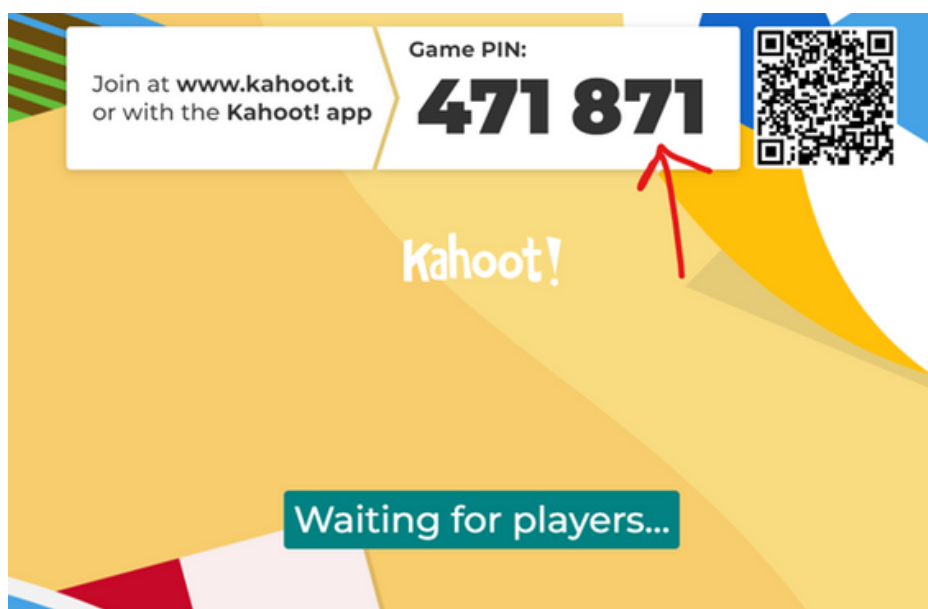 Join at www.kahoot.it
or with the Kahoot! app
Game PIN:
471 871
Kahoot!
Waiting for players...